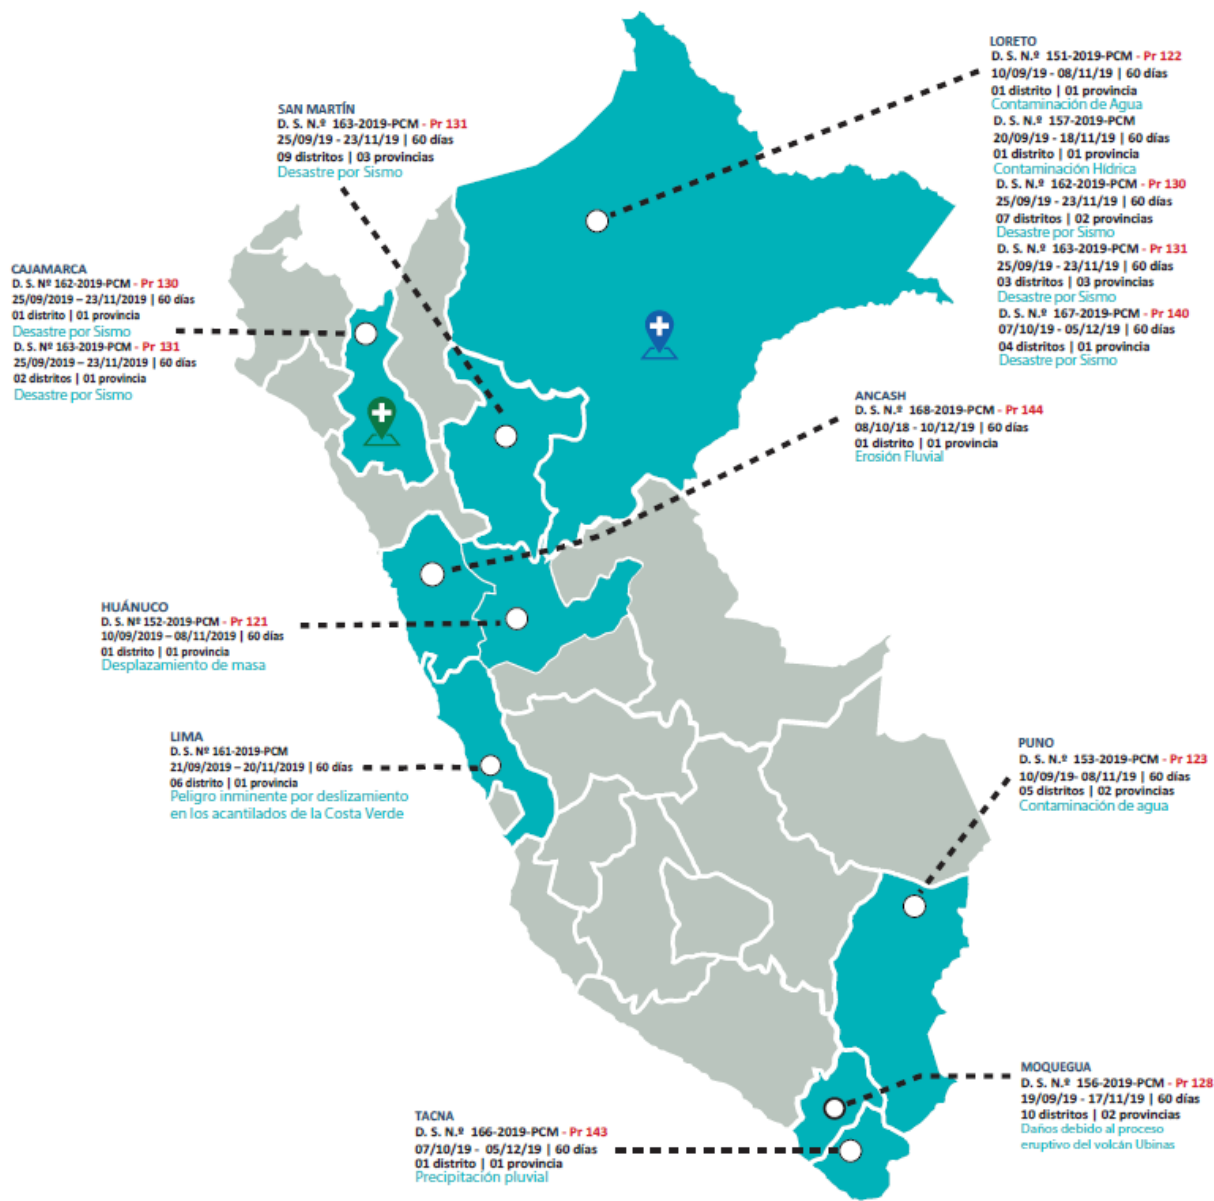 LORETO
D. S. N.º 151-2019-PCM - Pr 122
10/09/19 - 08/11/19 | 60 días
01 distrito | 01 provincia
Contaminación de Agua
D. S. N.º 157-2019-PCM
20/09/19 - 18/11/19 | 60 días
01 distrito | 01 provincia
Contaminación Hídrica
D. S. N.º 162-2019-PCM - Pr 130
25/09/19 - 23/11/19 | 60 días
07 distritos | 02 provincias
Desastre por Sismo
D. S. N.º 163-2019-PCM - Pr 131
25/09/19 - 23/11/19 | 60 días
03 distritos | 03 provincias
Desastre por Sismo
D. S. N.º 167-2019-PCM - Pr 140
07/10/19 - 05/12/19 | 60 días
04 distritos | 01 provincia
Desastre por Sismo
SAN MARTÍN
D. S. N.º 163-2019-PCM - Pr 131
25/09/19 - 23/11/19 | 60 días
09 distritos | 03 provincias
Desastre por Sismo
CAJAMARCA
D. S. Nº 162-2019-PCM - Pr 130
25/09/2019 – 23/11/2019 | 60 días
01 distrito | 01 provincia
Desastre por Sismo
D. S. Nº 163-2019-PCM - Pr 131
25/09/2019 – 23/11/2019 | 60 días
02 distritos | 01 provincia
Desastre por Sismo
ANCASH
D. S. N.º 168-2019-PCM - Pr 144
08/10/18 - 10/12/19 | 60 días
01 distrito | 01 provincia
Erosión Fluvial
HUÁNUCO
D. S. Nº 152-2019-PCM - Pr 121
10/09/2019 – 08/11/2019 | 60 días
01 distrito | 01 provincia
Desplazamiento de masa
LIMA
D. S. Nº 161-2019-PCM
21/09/2019 – 20/11/2019 | 60 días
06 distrito | 01 provincia
Peligro inminente por deslizamiento
en los acantilados de la Costa Verde
PUNO
D. S. N.º 153-2019-PCM - Pr 123
10/09/19- 08/11/19 | 60 días
05 distritos | 02 provincias
Contaminación de agua
MOQUEGUA
D. S. N.º 156-2019-PCM - Pr 128
19/09/19 - 17/11/19 | 60 días
10 distritos | 02 provincias
Daños debido al proceso
eruptivo del volcán Ubinas
TACNA
D. S. N.º 166-2019-PCM - Pr 143
07/10/19 - 05/12/19 | 60 días
01 distrito | 01 provincia
Precipitación pluvial